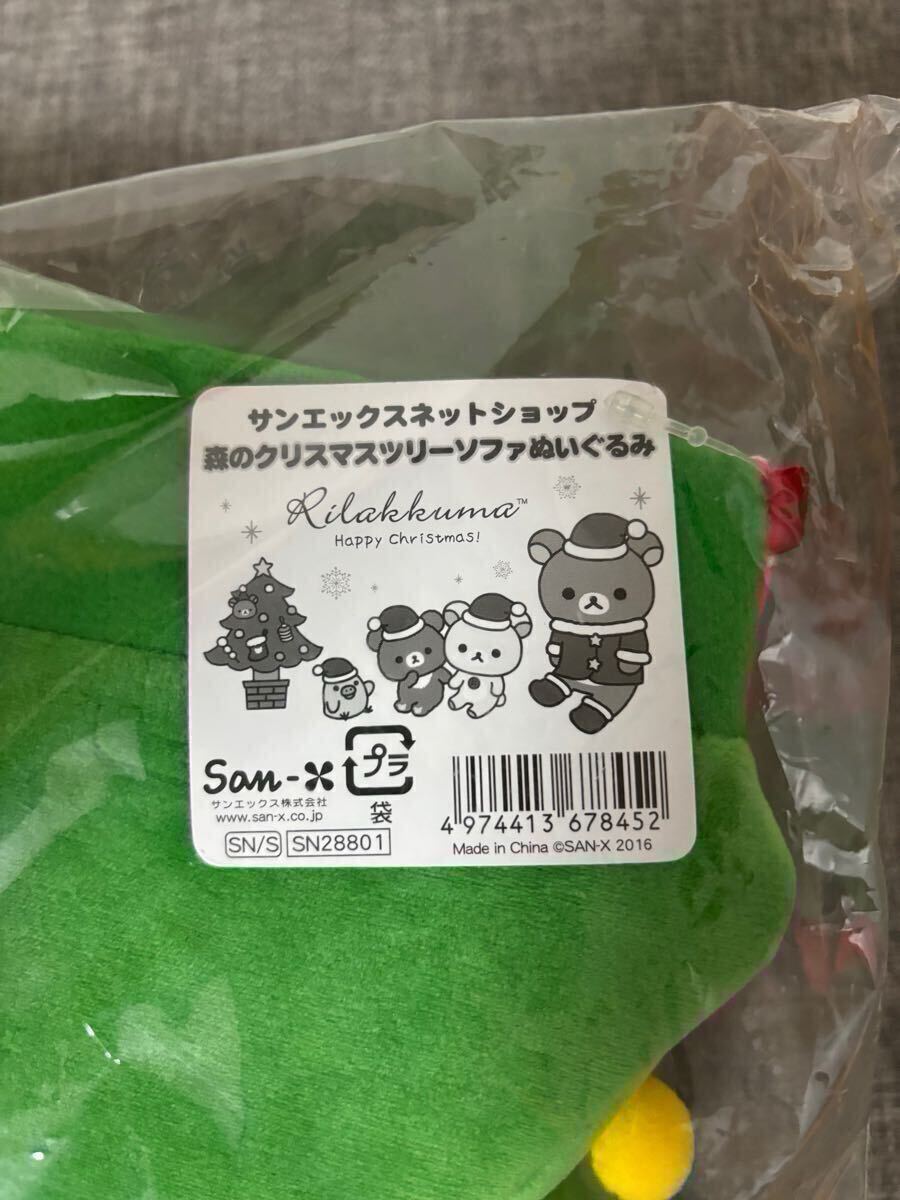 サンエックスネットショップ
森のクリスマスツリーソファぬいぐるみ
Rilakkuma™
Happy Christmas!
San-X
プラ
袋
サンエックス株式会社
www.san-x.co.jp
SN/S SN28801
4 974413 678452
Made in China ©SAN-X 2016